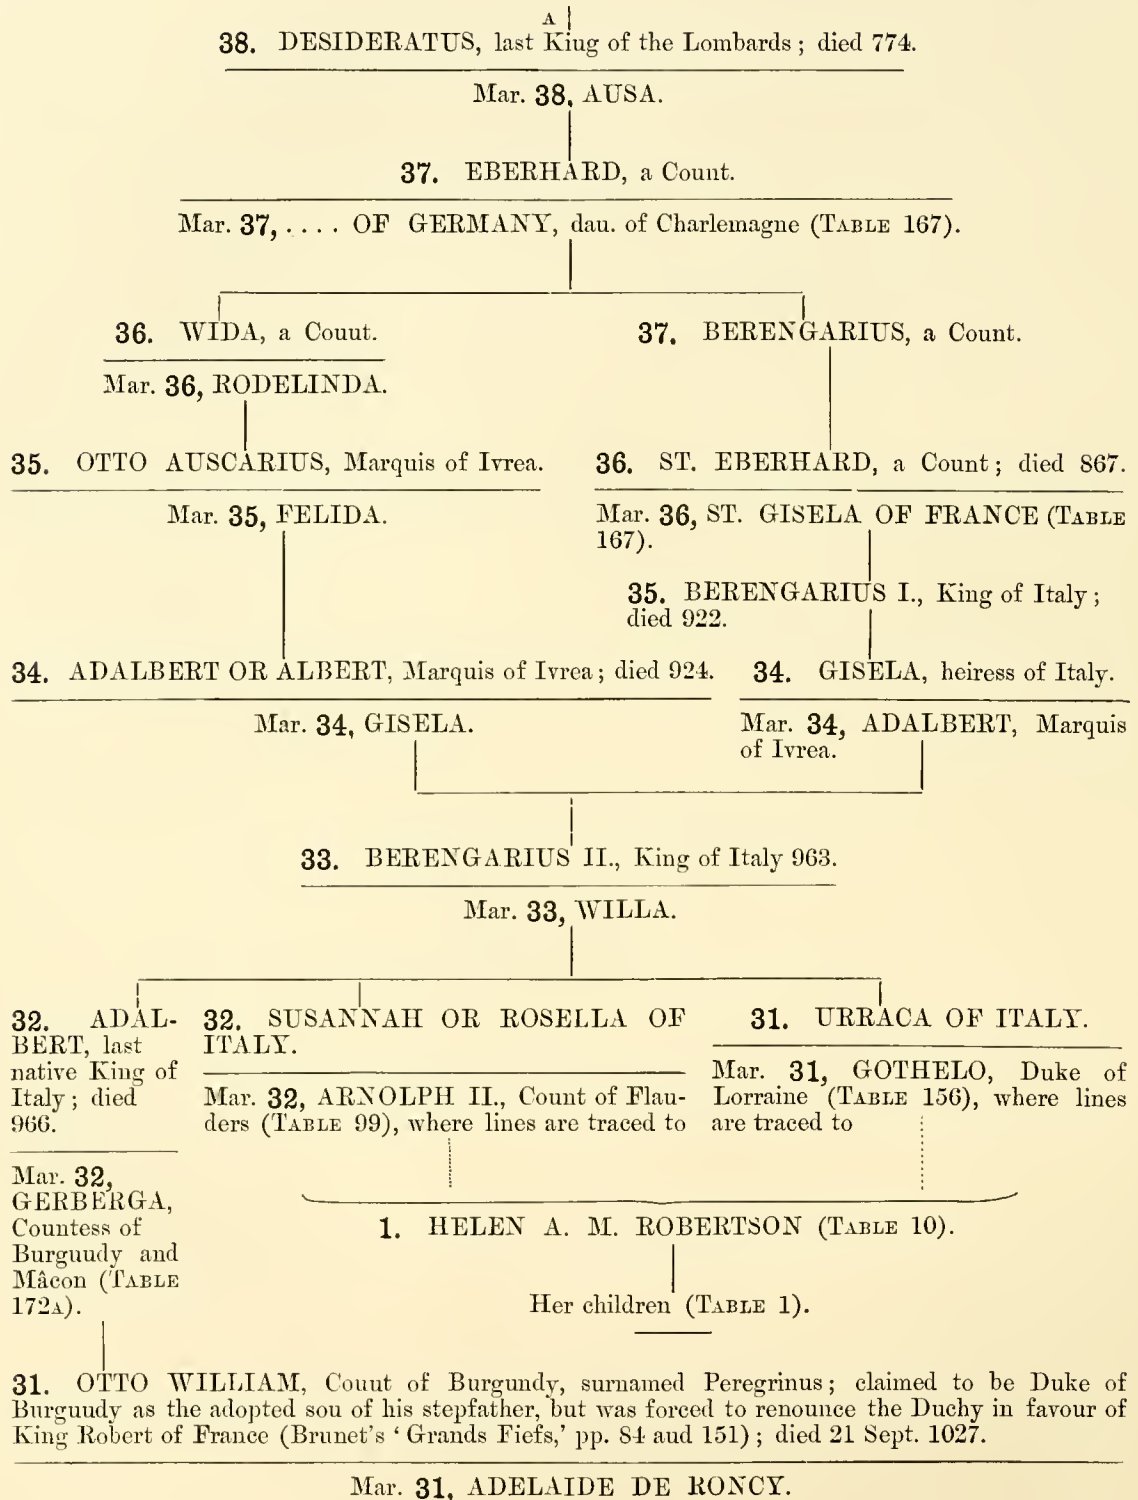 A
38. DESIDERATUS, last King of the Lombards; died 774.
Mar. 38, AUSA.
37. EBERHARD, a Count.
Mar. 37, .... OF GERMANY, dau. of Charlemagne (TABLE 167).
36. WIDA, a Count.
37. BERENGARIUS, a Count.
Mar. 36, RODELINDA.
35. OTTO AUSCARIUS, Marquis of Ivrea.
36. ST. EBERHARD, a Count; died 867.
Mar. 35, FELIDA.
Mar. 36, ST. GISELA OF FRANCE (TABLE
167).
35. BERENGARIUS I., King of Italy;
died 922.
34. ADALBERT OR ALBERT, Marquis of Ivrea; died 924.
34. GISELA, heiress of Italy.
Mar. 34, GISELA.
Mar. 34, ADALBERT, Marquis
of Ivrea.
33. BERENGARIUS II., King of Italy 963.
Mar. 33, WILLA.
32. ADAL-
BERT, last
native King of
Italy; died
966.
Mar. 32,
GERBERGA,
Countess of
Burgundy and
Mâcon (TABLE
172A).
32. SUSANNAH OR ROSELLA OF
ITALY.
Mar. 32, ARNOLPH II., Count of Flan-
ders (TABLE 99), where lines are traced to
31. URRACA OF ITALY.
Mar. 31, GOTHELO, Duke of
Lorraine (TABLE 156), where lines
are traced to
1. HELEN A. M. ROBERTSON (TABLE 10).
Her children (TABLE 1).
31. OTTO WILLIAM, Count of Burgundy, surnamed Peregrinus; claimed to be Duke of
Burgundy as the adopted son of his stepfather, but was forced to renounce the Duchy in favour of
King Robert of France (Brunet's 'Grands Fiefs,' pp. 84 and 151); died 21 Sept. 1027.
Mar. 31, ADELAIDE DE RONCY.